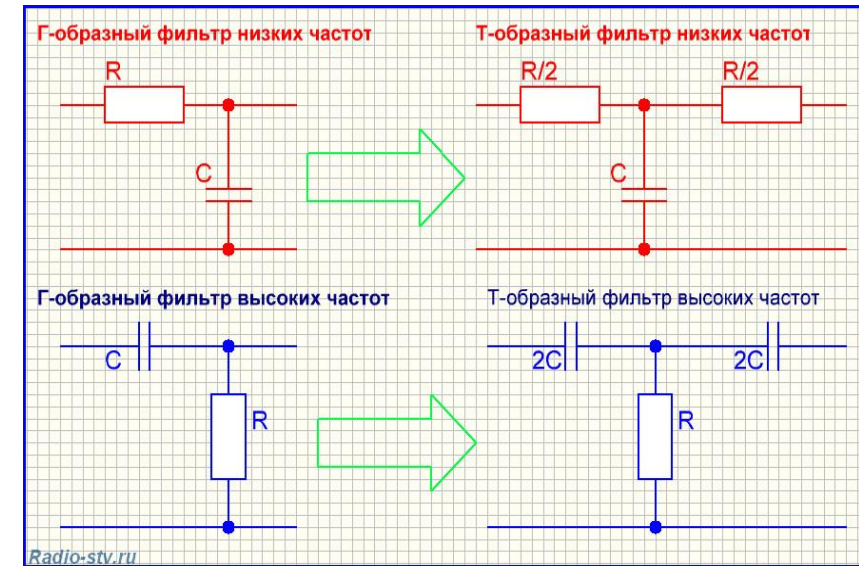 Г-образный фильтр низких частот
Т-образный фильтр низких частот
R
R/2
R/2
C
C
Г-образный фильтр высоких частот
Т-образный фильтр высоких частот
C
2C
2C
R
R
Radio-stv.ru